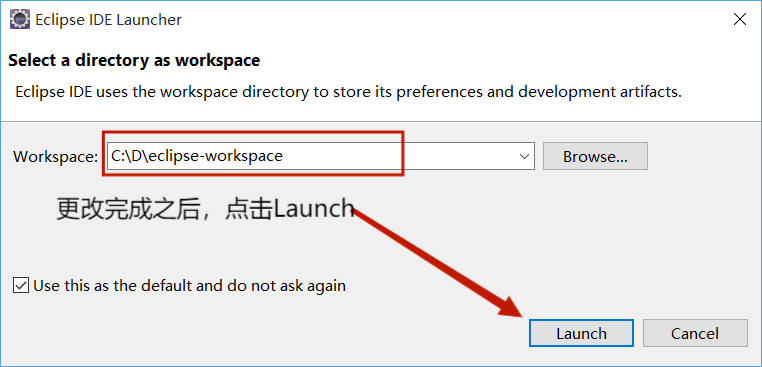 Eclipse IDE Launcher
Select a directory as workspace
Eclipse IDE uses the workspace directory to store its preferences and development artifacts.
Workspace: C:\D\eclipse-workspace Browse...
更改完成之后，点击Launch
Use this as the default and do not ask again
Launch Cancel